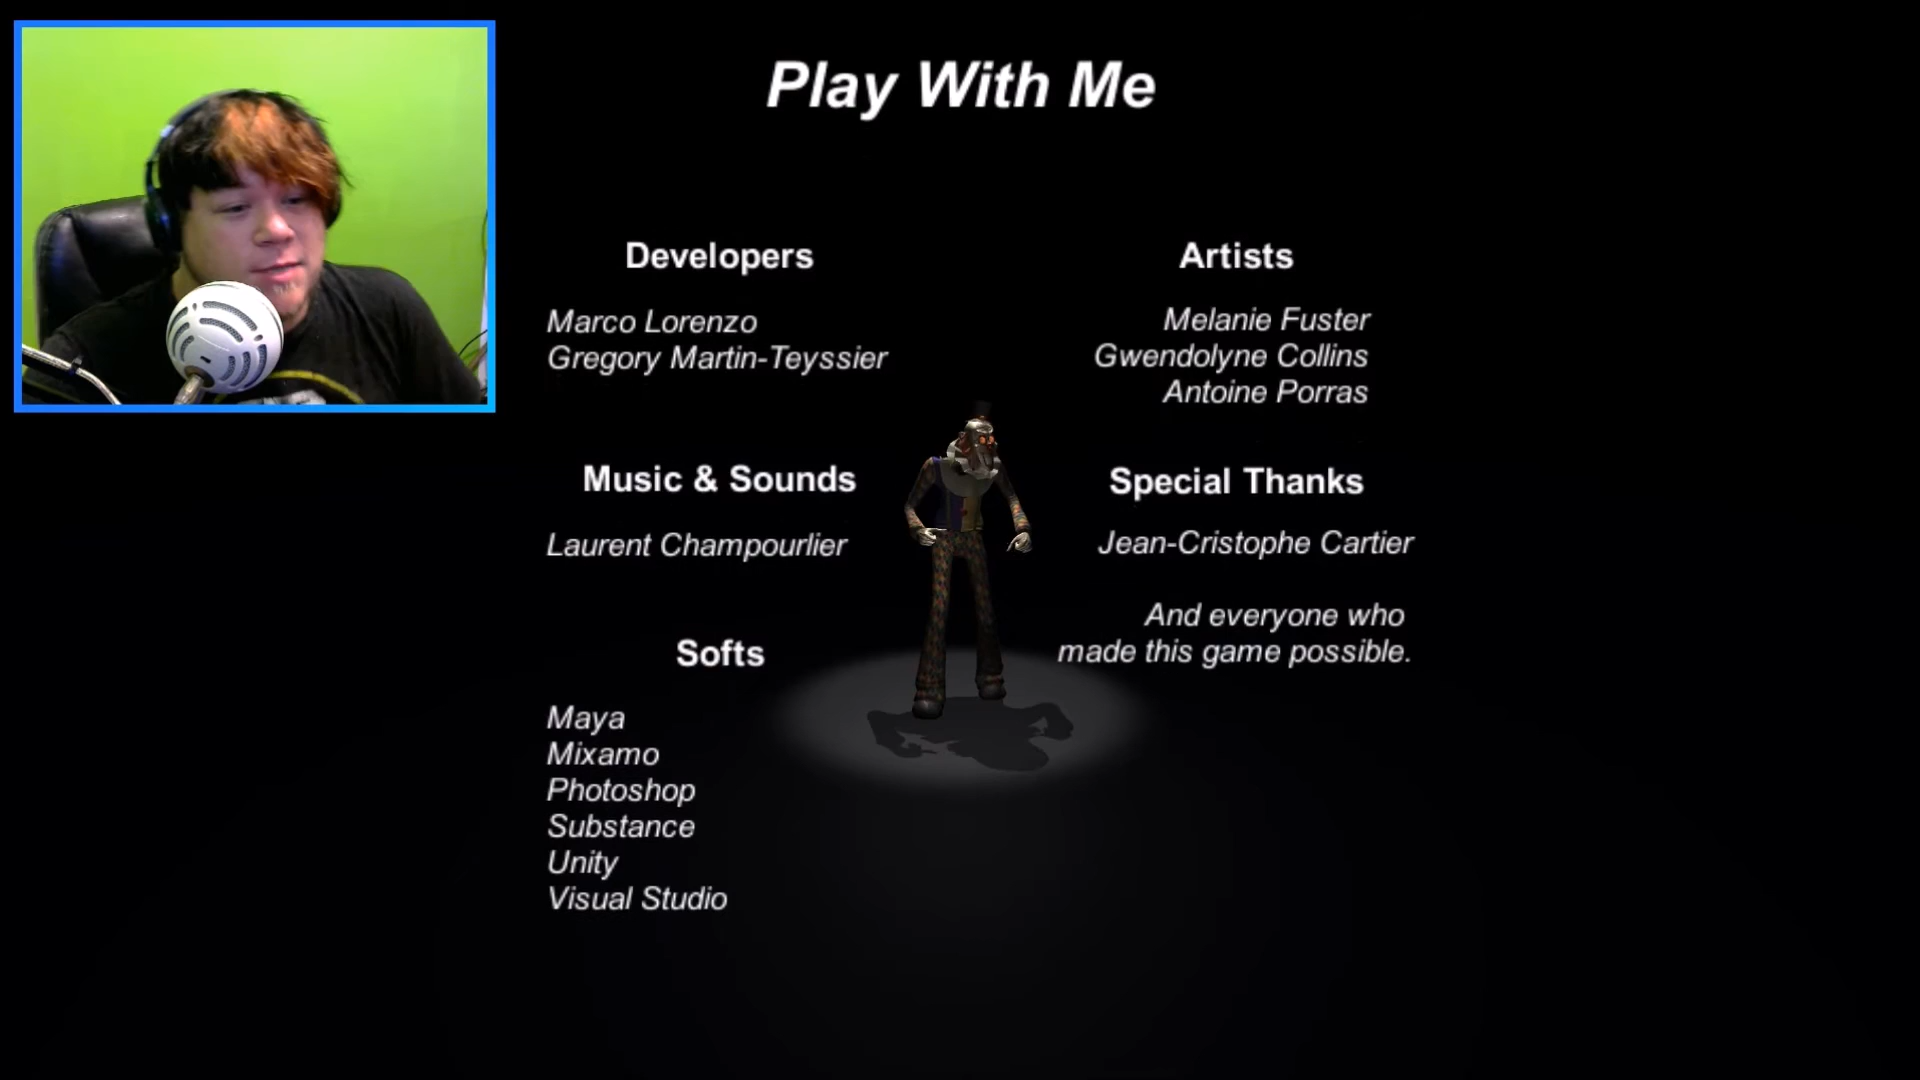 Play With Me
Developers
Marco Lorenzo
Gregory Martin-Teyssier
Artists
Melanie Fuster
Gwendolyne Collins
Antoine Porras
Music & Sounds
Laurent Champourlier
Special Thanks
Jean-Cristophe Cartier
And everyone who
made this game possible.
Softs
Maya
Mixamo
Photoshop
Substance
Unity
Visual Studio